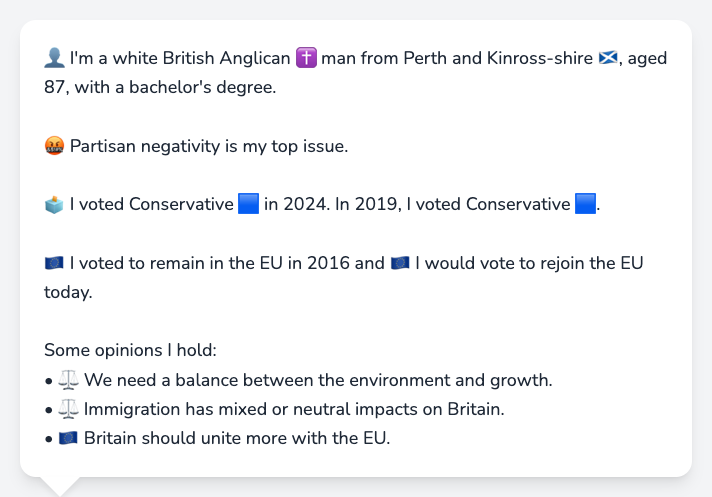 👤 I'm a white British Anglican ✝️ man from Perth and Kinross-shire 🏴󠁧󠁢󠁳󠁣󠁴󠁿, aged
87, with a bachelor's degree.
🤬 Partisan negativity is my top issue.
🗳️ I voted Conservative 🟦 in 2024. In 2019, I voted Conservative 🟦.
🇪🇺 I voted to remain in the EU in 2016 and 🇪🇺 I would vote to rejoin the EU
today.
Some opinions I hold:
• ⚖️ We need a balance between the environment and growth.
• ⚖️ Immigration has mixed or neutral impacts on Britain.
• 🇪🇺 Britain should unite more with the EU.